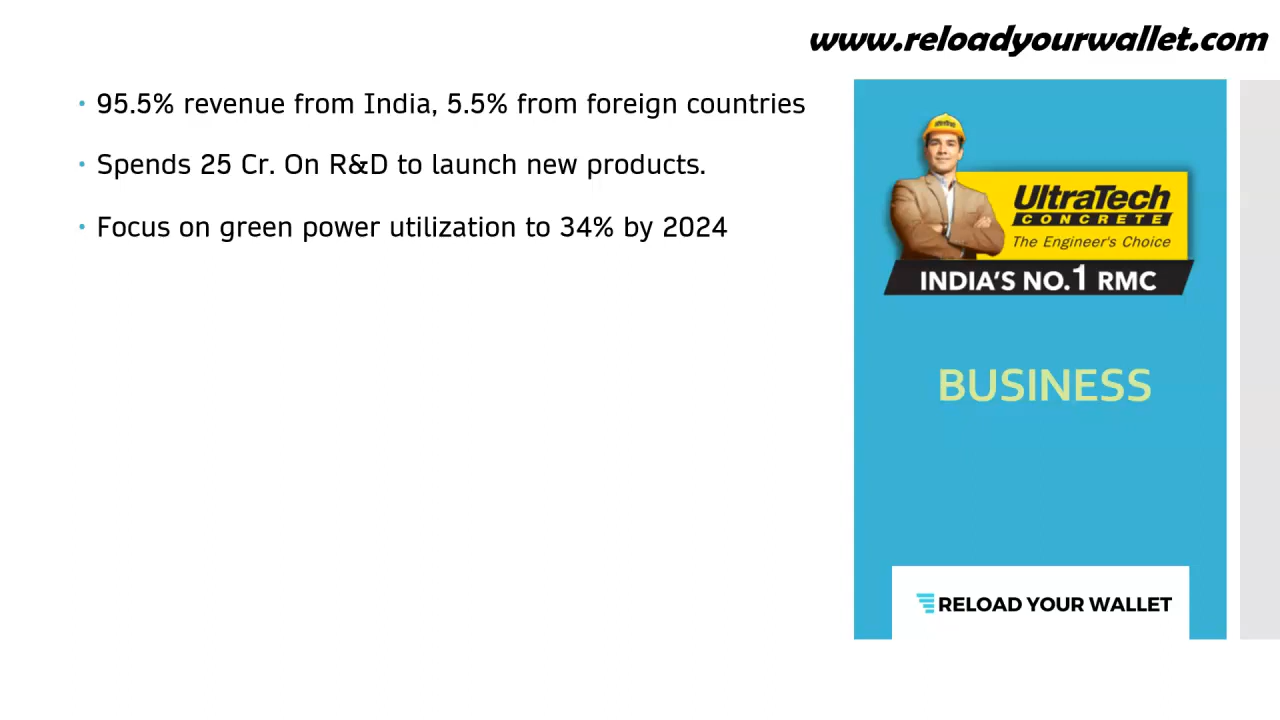 www.reloadyourwallet.com
• 95.5% revenue from India, 5.5% from foreign countries
• Spends 25 Cr. On R&D to launch new products.
• Focus on green power utilization to 34% by 2024
UltraTech
UltraTech
CONCRETE
The Engineer's Choice
INDIA'S NO.1 RMC
BUSINESS
RELOAD YOUR WALLET